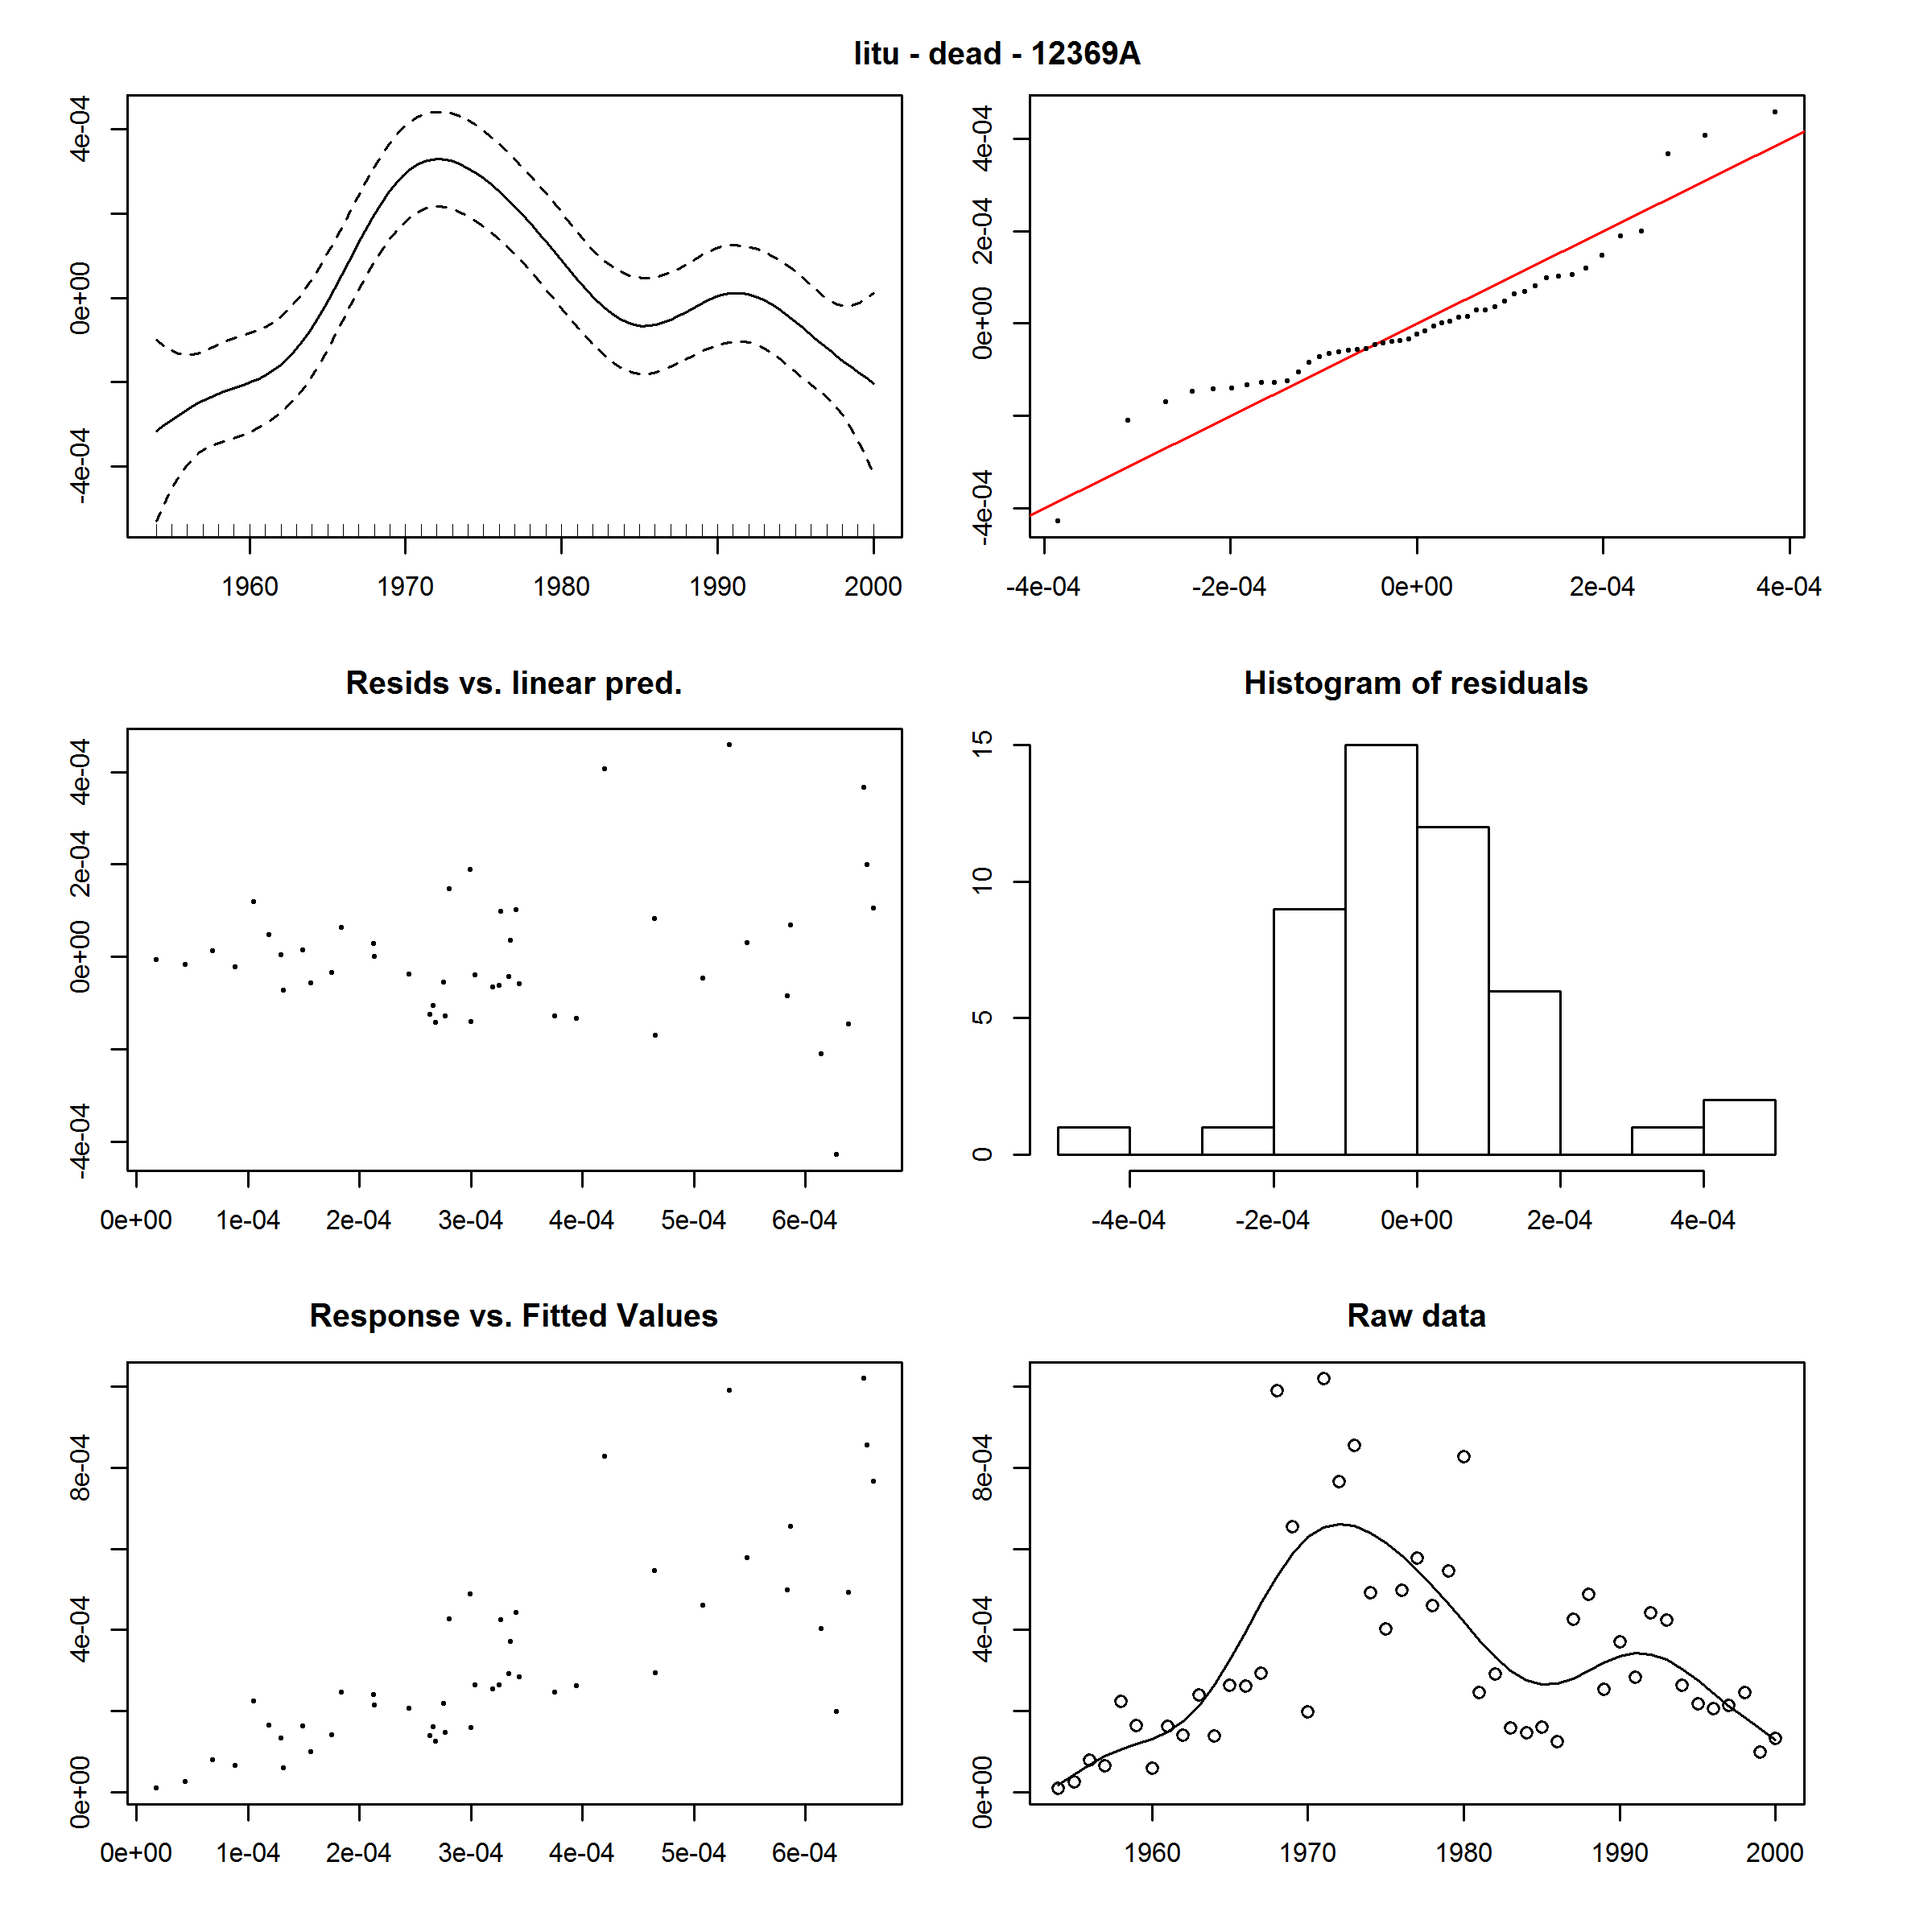 litu - dead - 12369A
4e-04
0e+00
-4e-04
1960 1970 1980 1990 2000
4e-04
2e-04
0e+00
-4e-04
-4e-04 -2e-04 0e+00 2e-04 4e-04
Resids vs. linear pred.
4e-04
2e-04
0e+00
-4e-04
0e+00 1e-04 2e-04 3e-04 4e-04 5e-04 6e-04
Histogram of residuals
15
10
5
0
-4e-04 -2e-04 0e+00 2e-04 4e-04
Response vs. Fitted Values
8e-04
4e-04
0e+00
0e+00 1e-04 2e-04 3e-04 4e-04 5e-04 6e-04
Raw data
8e-04
4e-04
0e+00
1960 1970 1980 1990 2000